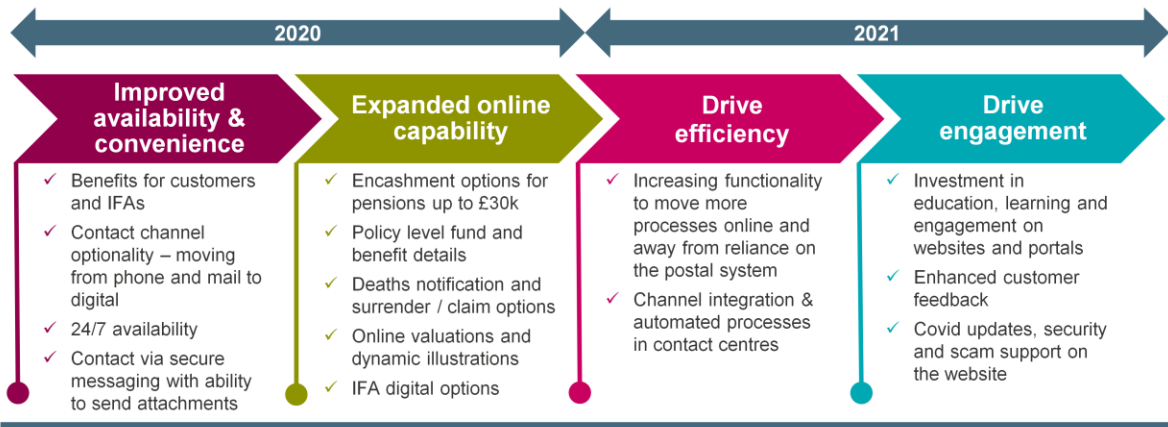 2020
2021
Improved
availability &
convenience
✓ Benefits for customers
and IFAs
✓ Contact channel
optionality – moving
from phone and mail to
digital
✓ 24/7 availability
✓ Contact via secure
messaging with ability
to send attachments
Expanded online
capability
✓ Encashment options for
pensions up to £30k
✓ Policy level fund and
benefit details
✓ Deaths notification and
surrender / claim options
✓ Online valuations and
dynamic illustrations
✓ IFA digital options
Drive
efficiency
✓ Increasing functionality
to move more
processes online and
away from reliance on
the postal system
✓ Channel integration &
automated processes
in contact centres
Drive
engagement
✓ Investment in
education, learning and
engagement on
websites and portals
✓ Enhanced customer
feedback
✓ Covid updates, security
and scam support on
the website